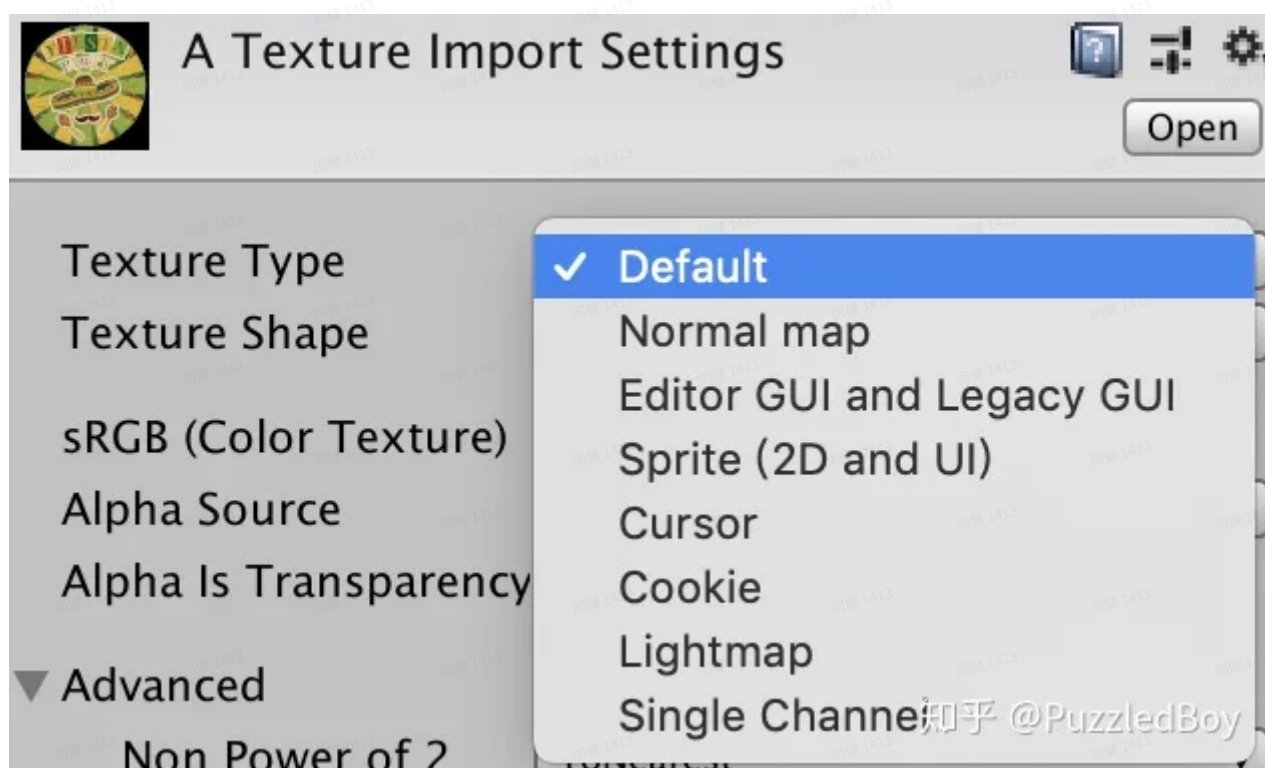 A Texture Import Settings
Open
Texture Type
Default
Texture Shape
Normal map
Editor GUI and Legacy GUI
sRGB (Color Texture)
Sprite (2D and UI)
Alpha Source
Cursor
Alpha Is Transparency
Cookie
Lightmap
Advanced
Single Channel
知乎 @PuzzledBoy
Non Power of 2
ToNearest